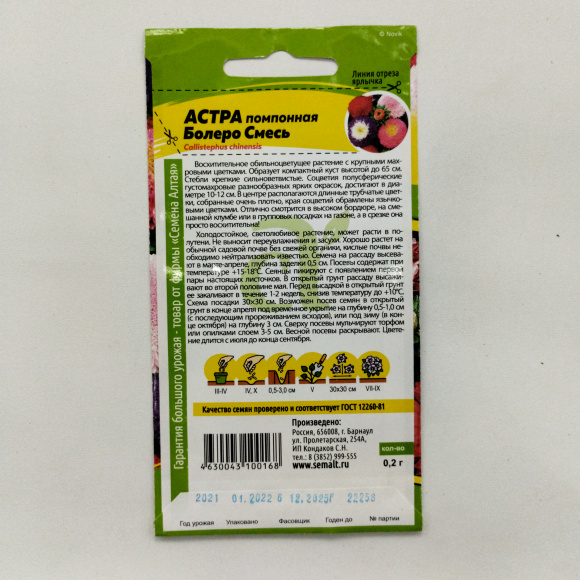 © Novik
Линия отреза
ярлычка
АСТРА помпонная
Болеро Смесь
Callistephus chinensis
Восхитительное обильноцветущее растение с крупными мах-
ровыми цветками. Образует компактный куст высотой до 65 см.
Стебли крепкие сильноветвистые. Соцветия полусферические
густомахровые разнообразных ярких окрасок, достигают в диа-
метре 10-12 см. В центре располагаются длинные трубчатые цвет-
ки, собранные очень плотно, края соцветий обрамлены язычко-
выми цветками. Отлично смотрится в высоком бордюре, на сме-
шанной клумбе или в групповых посадках на газоне, а в срезке она
просто восхитительна!
Холодостойкое, светолюбивое растение, может расти в по-
лутени. Не выносит переувлажнения и засухи. Хорошо растет на
обычной садовой почве без свежей органики, кислые почвы не-
обходимо нейтрализовать известью. Семена на рассаду высева-
ют в марте-апреле, глубина заделки 0,5 см. Посевы содержат при
температуре +15-18°С. Сеянцы пикируют с появлением первой
пары настоящих листочков. В открытый грунт рассаду высажи-
вают во второй половине мая. Перед высадкой в открытый грунт
ее закаливают в течение 1-2 недель, снизив температуру до +10°С.
Схема посадки 30х30 см. Возможен посев семян в открытый
грунт в конце апреля под временное укрытие на глубину 0,5-1,0 см
(с последующим прореживанием всходов), или под зиму (в кон-
це октября) на глубину 3 см. Сверху посевы мульчируют торфом
или опилками слоем 3-5 см. Весной посевы раскрывают. Цвете-
ние длится с июля до конца сентября.
III-IV IV, X 0,5-3,0 см V 30х30 см VII-IX
Качество семян проверено и соответствует ГОСТ 12260-81
Произведено:
Россия, 656008, г. Барнаул
ул. Пролетарская, 254А,
ИП Кондаков С.Н.
тел.: 8 (3852) 999-555
www.semalt.ru
кол-во
0,2 г
4 630043 100168
2021 01.2022 6 12.2025Г 22258
Год урожая Упаковано Фасовщик Годен до № партии
Гарантия большого урожая - товар от фирмы «Семена Алтая»